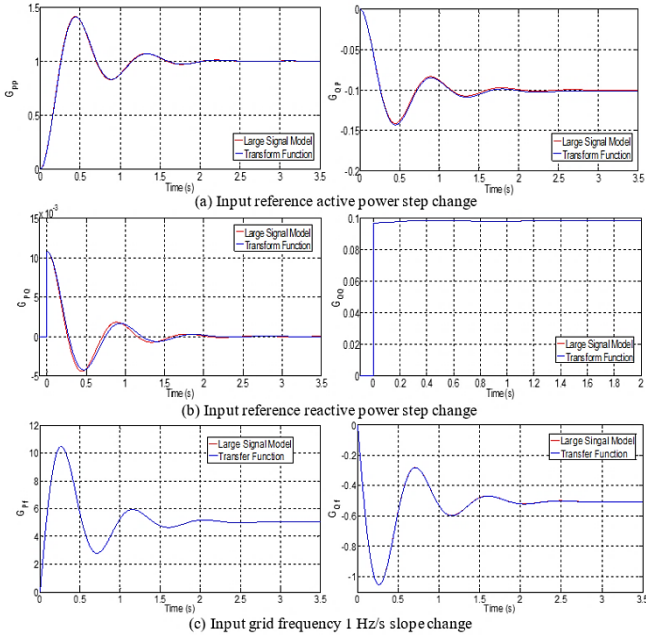 1.5
1
0.5
0
G_PP
Large Signal Model
Transform Function
0 0.5 1 1.5 2 2.5 3 3.5
Time (s)
0
-0.05
-0.1
-0.15
-0.2
G_QP
Large Signal Model
Transform Function
0 0.5 1 1.5 2 2.5 3 3.5
Time (s)
(a) Input reference active power step change
15 x 10^-3
10
5
0
-5
G_PQ
Large Signal Model
Transform Function
0 0.5 1 1.5 2 2.5 3 3.5
Time (s)
0.1
0.08
0.06
0.04
0.02
0
G_QQ
Large Signal Model
Transform Function
0 0.2 0.4 0.6 0.8 1 1.2 1.4 1.6 1.8 2
Time (s)
(b) Input reference reactive power step change
12
10
8
6
4
2
0
G_Pf
Large Signal Model
Transfer Function
0 0.5 1 1.5 2 2.5 3 3.5
Time (s)
0
-0.2
-0.4
-0.6
-0.8
-1
G_Qf
Large Singal Model
Transfer Function
0 0.5 1 1.5 2 2.5 3 3.5
Time (s)
(c) Input grid frequency 1 Hz/s slope change